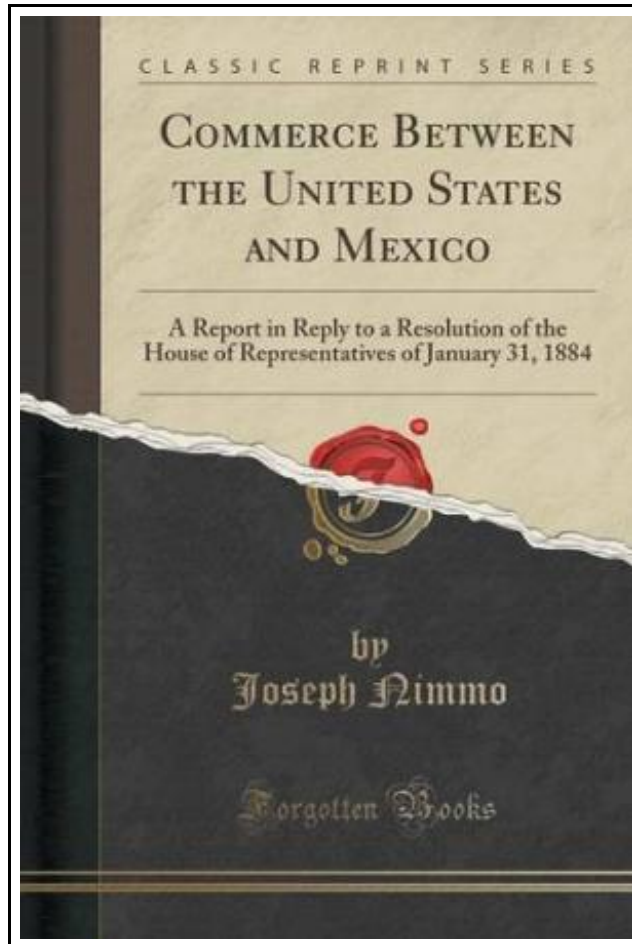 CLASSIC REPRINT SERIES
COMMERCE BETWEEN
THE UNITED STATES
AND MEXICO
A Report in Reply to a Resolution of the
House of Representatives of January 31, 1884
by
Joseph Nimmo
Forgotten Books